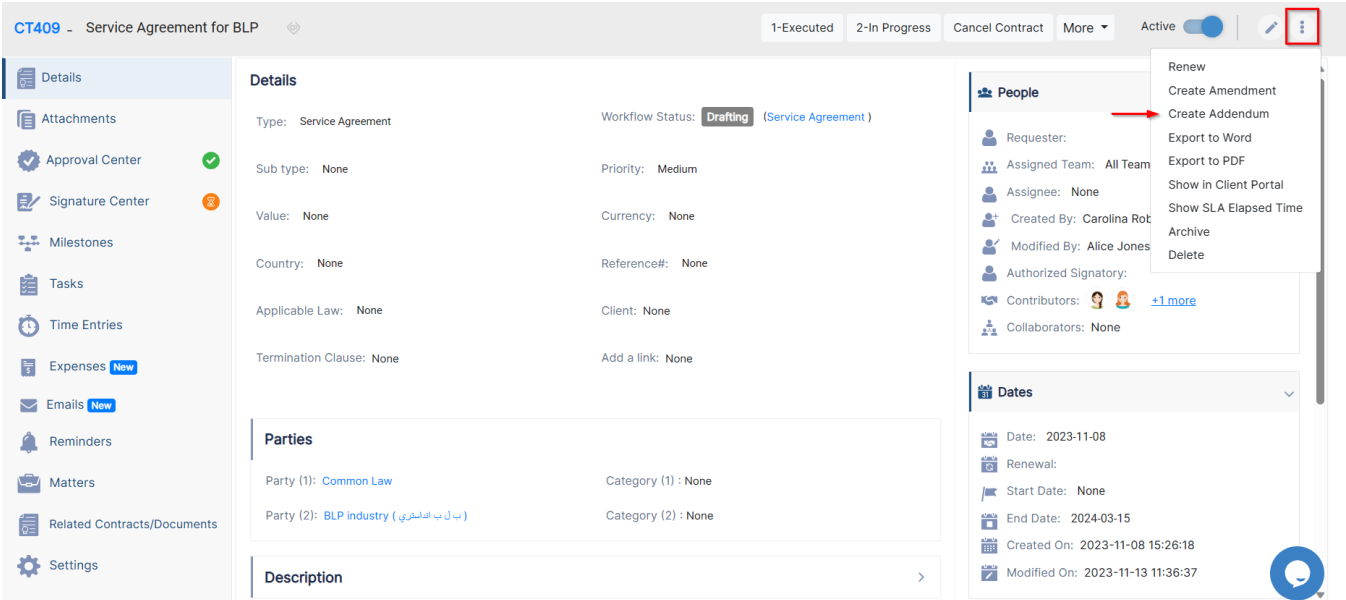 CT409 - Service Agreement for BLP
1-Executed
2-In Progress
Cancel Contract
More
Active
Renew
Create Amendment
Create Addendum
Export to Word
Export to PDF
Show in Client Portal
Show SLA Elapsed Time
Archive
Delete
Details
Attachments
Approval Center
Signature Center
Milestones
Tasks
Time Entries
Expenses New
Emails New
Reminders
Matters
Related Contracts/Documents
Settings
Details
Type: Service Agreement
Workflow Status: Drafting (Service Agreement )
Sub type: None
Priority: Medium
Value: None
Currency: None
Country: None
Reference#: None
Applicable Law: None
Client: None
Termination Clause: None
Add a link: None
Parties
Party (1): Common Law
Category (1) : None
Party (2): BLP industry ( ب ل ب انداستري )
Category (2) : None
Description
People
Requester:
Assigned Team: All Team
Assignee: None
Created By: Carolina Rob
Modified By: Alice Jones
Authorized Signatory:
Contributors: +1 more
Collaborators: None
31 Dates
Date: 2023-11-08
Renewal:
Start Date: None
End Date: 2024-03-15
Created On: 2023-11-08 15:26:18
Modified On: 2023-11-13 11:36:37